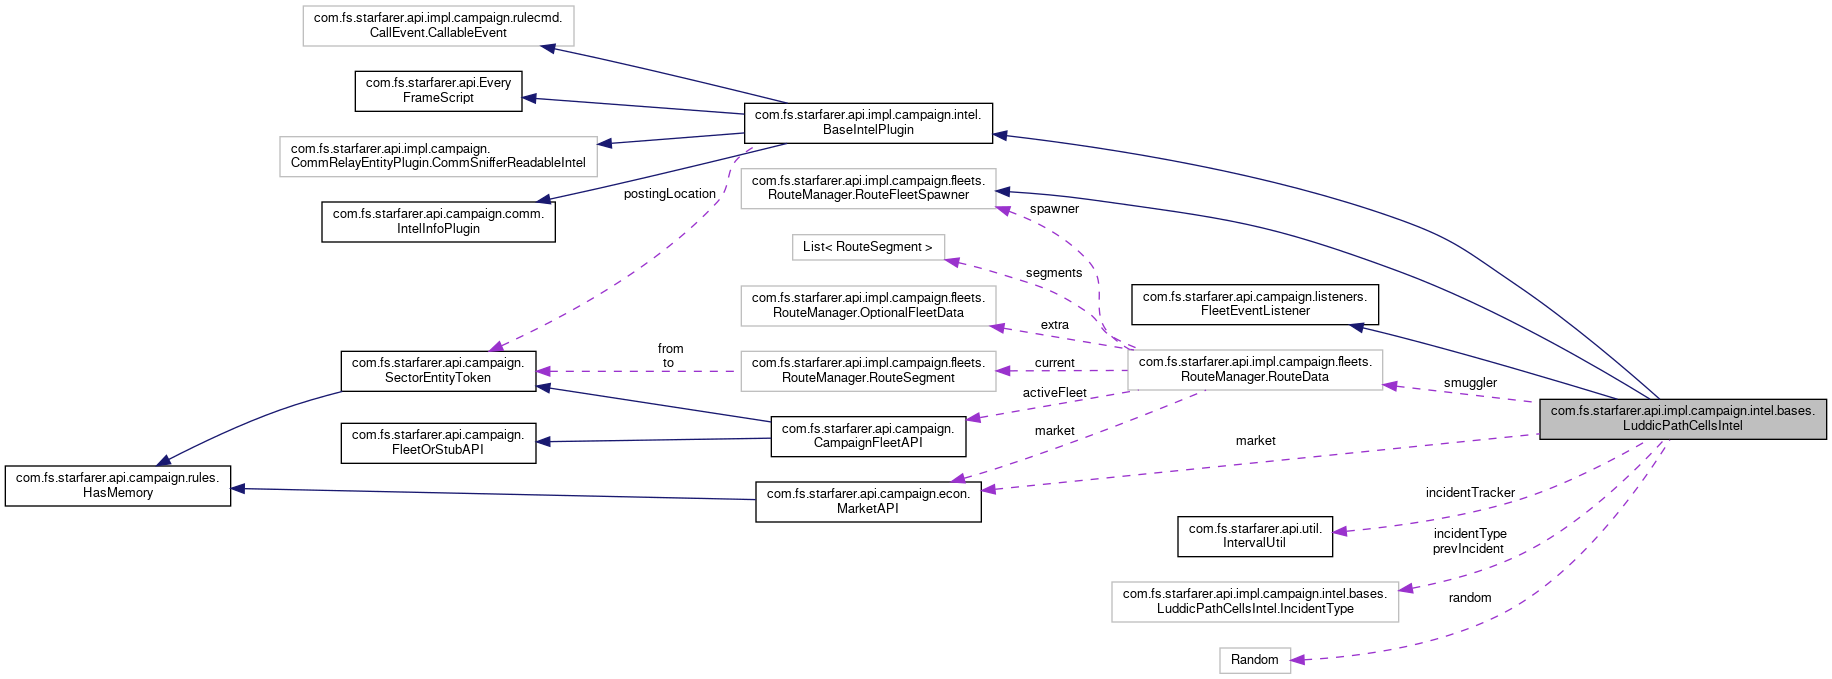 com.fs.starfarer.api.impl.campaign.rulecmd.
CallEvent.CallableEvent
com.fs.starfarer.api.Every
FrameScript
com.fs.starfarer.api.impl.campaign.intel.
BaseIntelPlugin
com.fs.starfarer.api.impl.campaign.
CommRelayEntityPlugin.CommSnifferReadableIntel
com.fs.starfarer.api.campaign.comm.
IntelInfoPlugin
postingLocation
com.fs.starfarer.api.impl.campaign.fleets.
RouteManager.RouteFleetSpawner
spawner
List< RouteSegment >
segments
com.fs.starfarer.api.impl.campaign.fleets.
RouteManager.OptionalFleetData
extra
com.fs.starfarer.api.campaign.listeners.
FleetEventListener
com.fs.starfarer.api.campaign.
SectorEntityToken
from
to
com.fs.starfarer.api.impl.campaign.fleets.
RouteManager.RouteSegment
current
com.fs.starfarer.api.impl.campaign.fleets.
RouteManager.RouteData
smuggler
activeFleet
com.fs.starfarer.api.impl.campaign.intel.bases.
LuddicPathCellsIntel
com.fs.starfarer.api.campaign.
FleetOrStubAPI
com.fs.starfarer.api.campaign.
CampaignFleetAPI
market
market
com.fs.starfarer.api.campaign.rules.
HasMemory
com.fs.starfarer.api.campaign.econ.
MarketAPI
incidentTracker
com.fs.starfarer.api.util.
IntervalUtil
incidentType
prevIncident
com.fs.starfarer.api.impl.campaign.intel.bases.
LuddicPathCellsIntel.IncidentType
random
Random